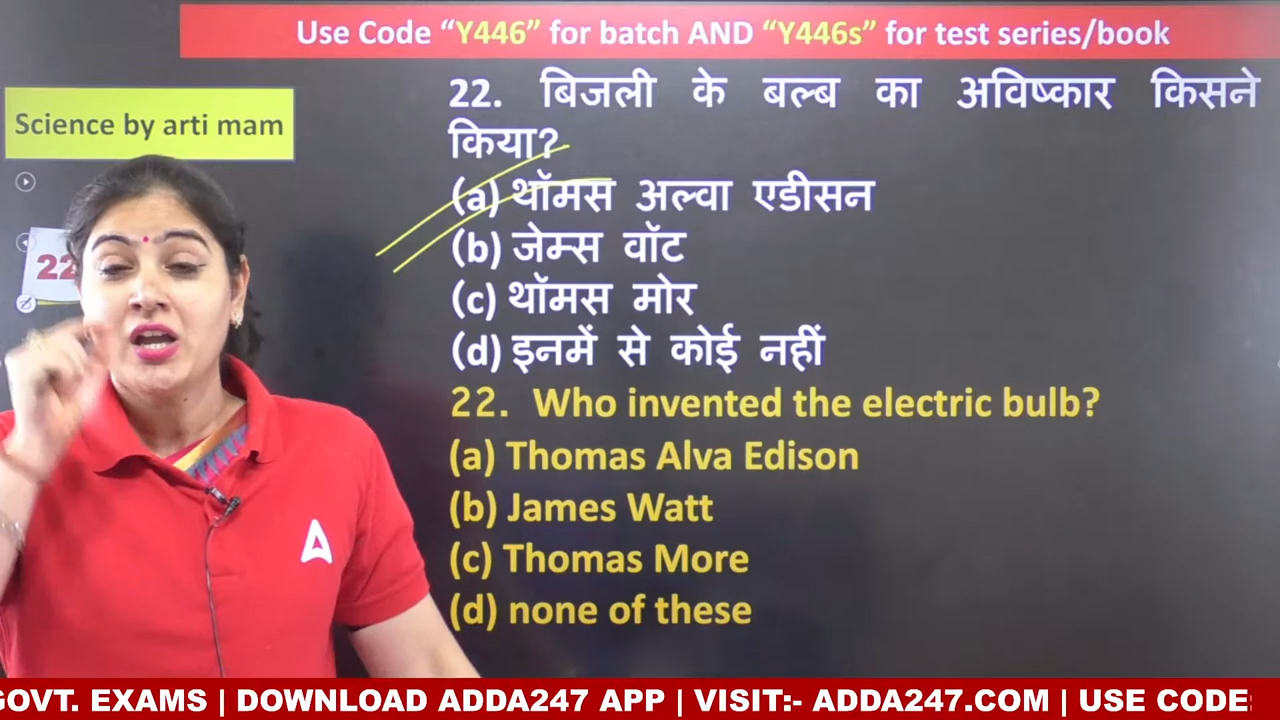 Use Code “Y446” for batch AND “Y446s” for test series/book
Science by arti mam
22
22. बिजली के बल्ब का अविष्कार किसने
किया?
(a) थॉमस अल्वा एडीसन
(b) जेम्स वॉट
(c) थॉमस मोर
(d) इनमें से कोई नहीं
22. Who invented the electric bulb?
(a) Thomas Alva Edison
(b) James Watt
(c) Thomas More
(d) none of these
GOVT. EXAMS | DOWNLOAD ADDA247 APP | VISIT:- ADDA247.COM | USE CODE